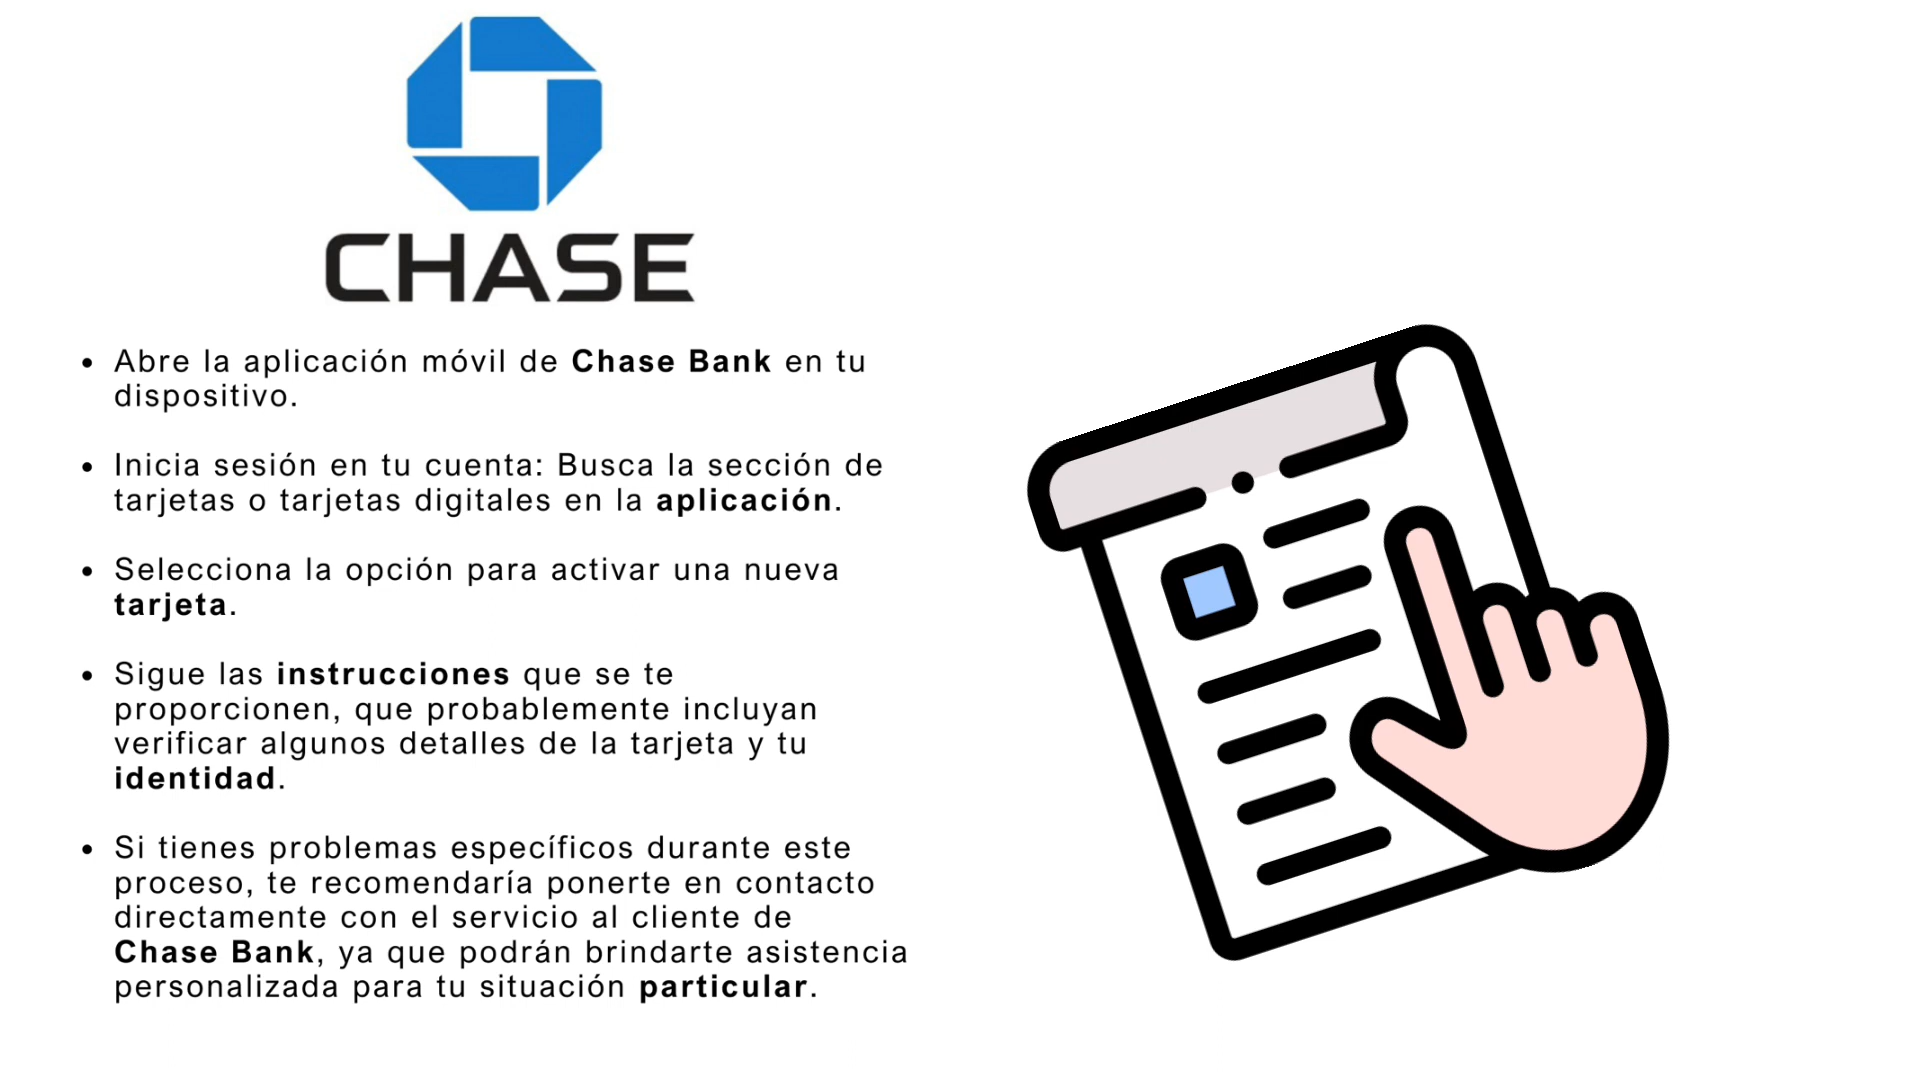 CHASE
• Abre la aplicación móvil de Chase Bank en tu
dispositivo.
• Inicia sesión en tu cuenta: Busca la sección de
tarjetas o tarjetas digitales en la aplicación.
• Selecciona la opción para activar una nueva
tarjeta.
• Sigue las instrucciones que se te
proporcionen, que probablemente incluyan
verificar algunos detalles de la tarjeta y tu
identidad.
• Si tienes problemas específicos durante este
proceso, te recomendaría ponerte en contacto
directamente con el servicio al cliente de
Chase Bank, ya que podrán brindarte asistencia
personalizada para tu situación particular.